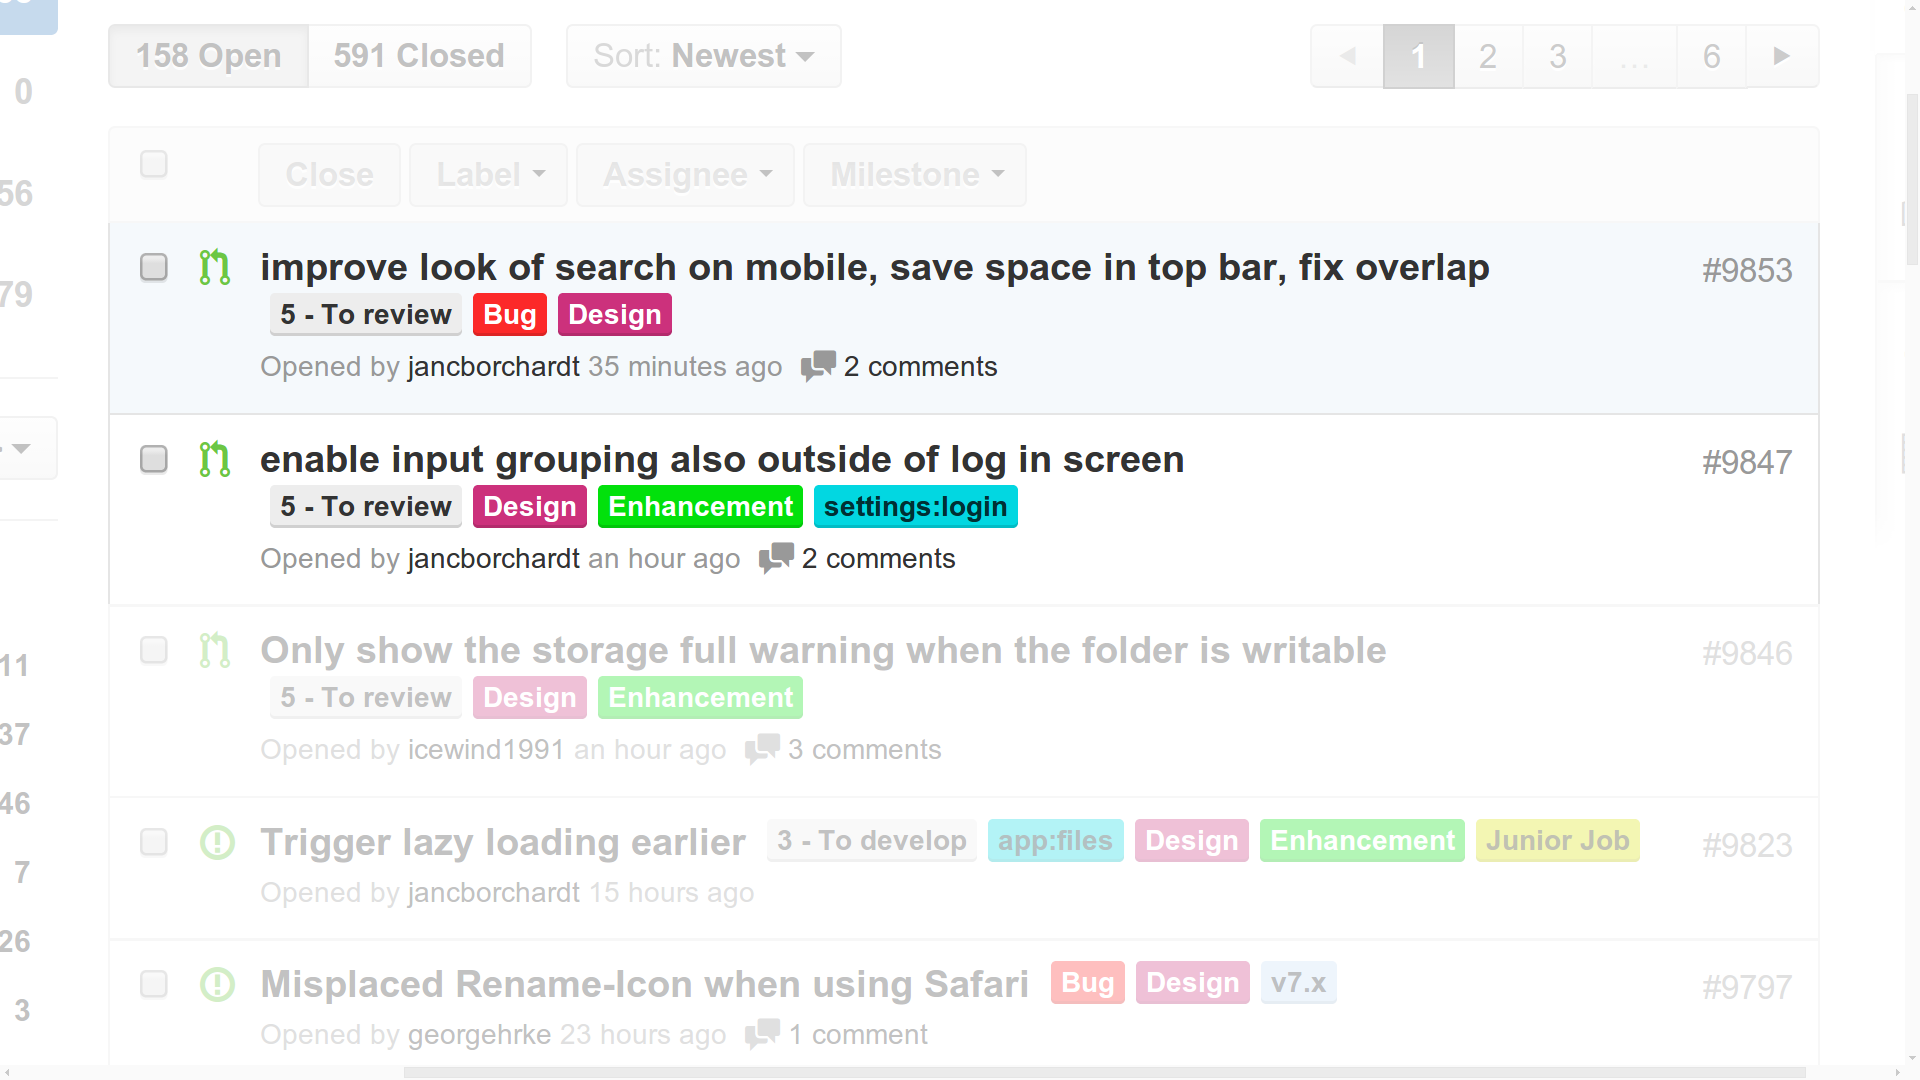 158 Open 591 Closed Sort: Newest 1 2 3 ... 6
0
56
79
Close Label Assignee Milestone
improve look of search on mobile, save space in top bar, fix overlap #9853
5 - To review Bug Design
Opened by jancborchardt 35 minutes ago 2 comments
enable input grouping also outside of log in screen #9847
5 - To review Design Enhancement settings:login
Opened by jancborchardt an hour ago 2 comments
Only show the storage full warning when the folder is writable #9846
11
5 - To review Design Enhancement
37
Opened by icewind1991 an hour ago 3 comments
46
Trigger lazy loading earlier 3 - To develop app:files Design Enhancement Junior Job #9823
7
Opened by jancborchardt 15 hours ago
26
Misplaced Rename-Icon when using Safari Bug Design v7.x #9797
3
Opened by georgehrke 23 hours ago 1 comment